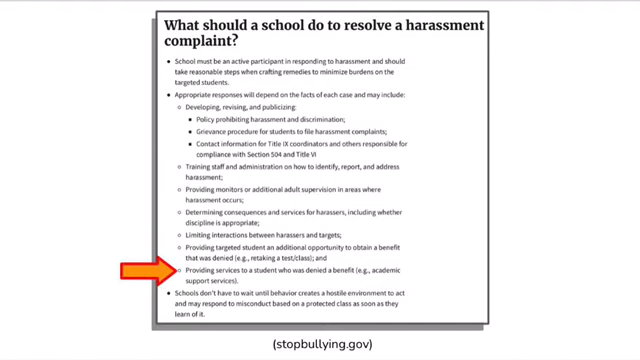 What should a school do to resolve a harassment
complaint?
• School must be an active participant in responding to harassment and should
take reasonable steps when crafting remedies to minimize burdens on the
targeted students.
• Appropriate responses will depend on the facts of each case and may include:
○ Developing, revising, and publicizing:
▪ Policy prohibiting harassment and discrimination;
▪ Grievance procedure for students to file harassment complaints;
▪ Contact information for Title IX coordinators and others responsible for
compliance with Section 504 and Title VI
○ Training staff and administration on how to identify, report, and address
harassment;
○ Providing monitors or additional adult supervision in areas where
harassment occurs;
○ Determining consequences and services for harassers, including whether
discipline is appropriate;
○ Limiting interactions between harassers and targets;
○ Providing targeted student an additional opportunity to obtain a benefit
that was denied (e.g., retaking a test/class); and
○ Providing services to a student who was denied a benefit (e.g., academic
support services).
• Schools don't have to wait until behavior creates a hostile environment to act
and may respond to misconduct based on a protected class as soon as they
learn of it.
(stopbullying.gov)